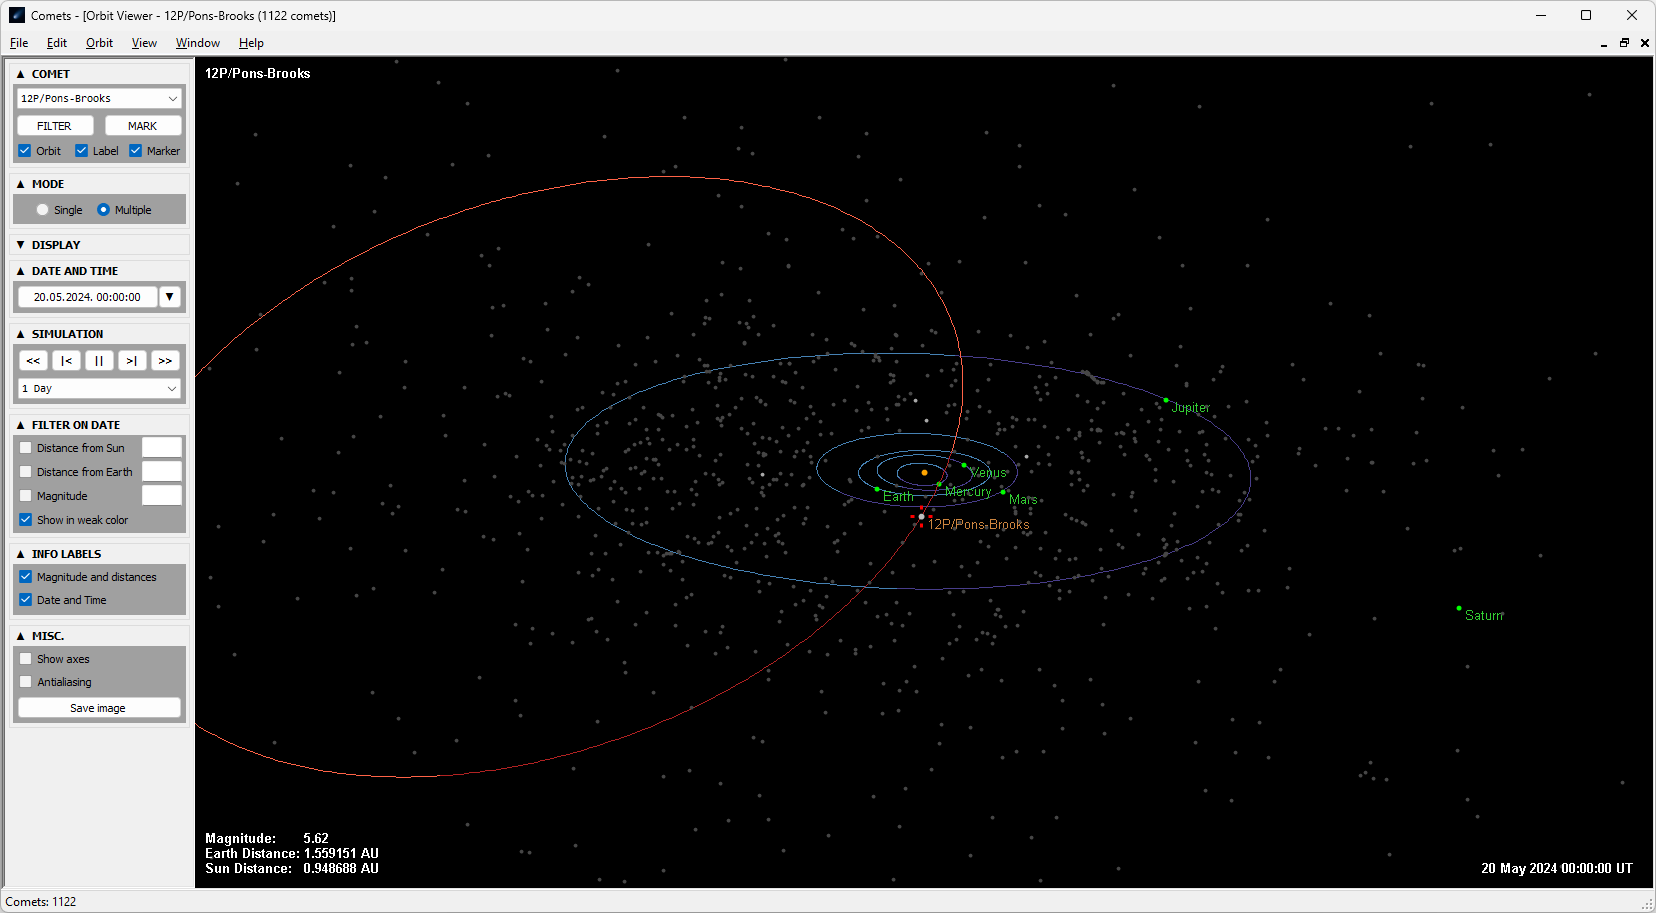 Comets - [Orbit Viewer - 12P/Pons-Brooks (1122 comets)]
File Edit Orbit View Window Help
COMET
12P/Pons-Brooks
FILTER MARK
Orbit Label Marker
MODE
Single Multiple
DISPLAY
DATE AND TIME
20.05.2024. 00:00:00
SIMULATION
<< |< || >| >>
1 Day
FILTER ON DATE
Distance from Sun
Distance from Earth
Magnitude
Show in weak color
INFO LABELS
Magnitude and distances
Date and Time
MISC.
Show axes
Antialiasing
Save image
12P/Pons-Brooks
Jupiter
Venus
Mercury
Earth
Mars
12P/Pons-Brooks
Saturn
Magnitude: 5.62
Earth Distance: 1.559151 AU
Sun Distance: 0.948688 AU
20 May 2024 00:00:00 UT
Comets: 1122